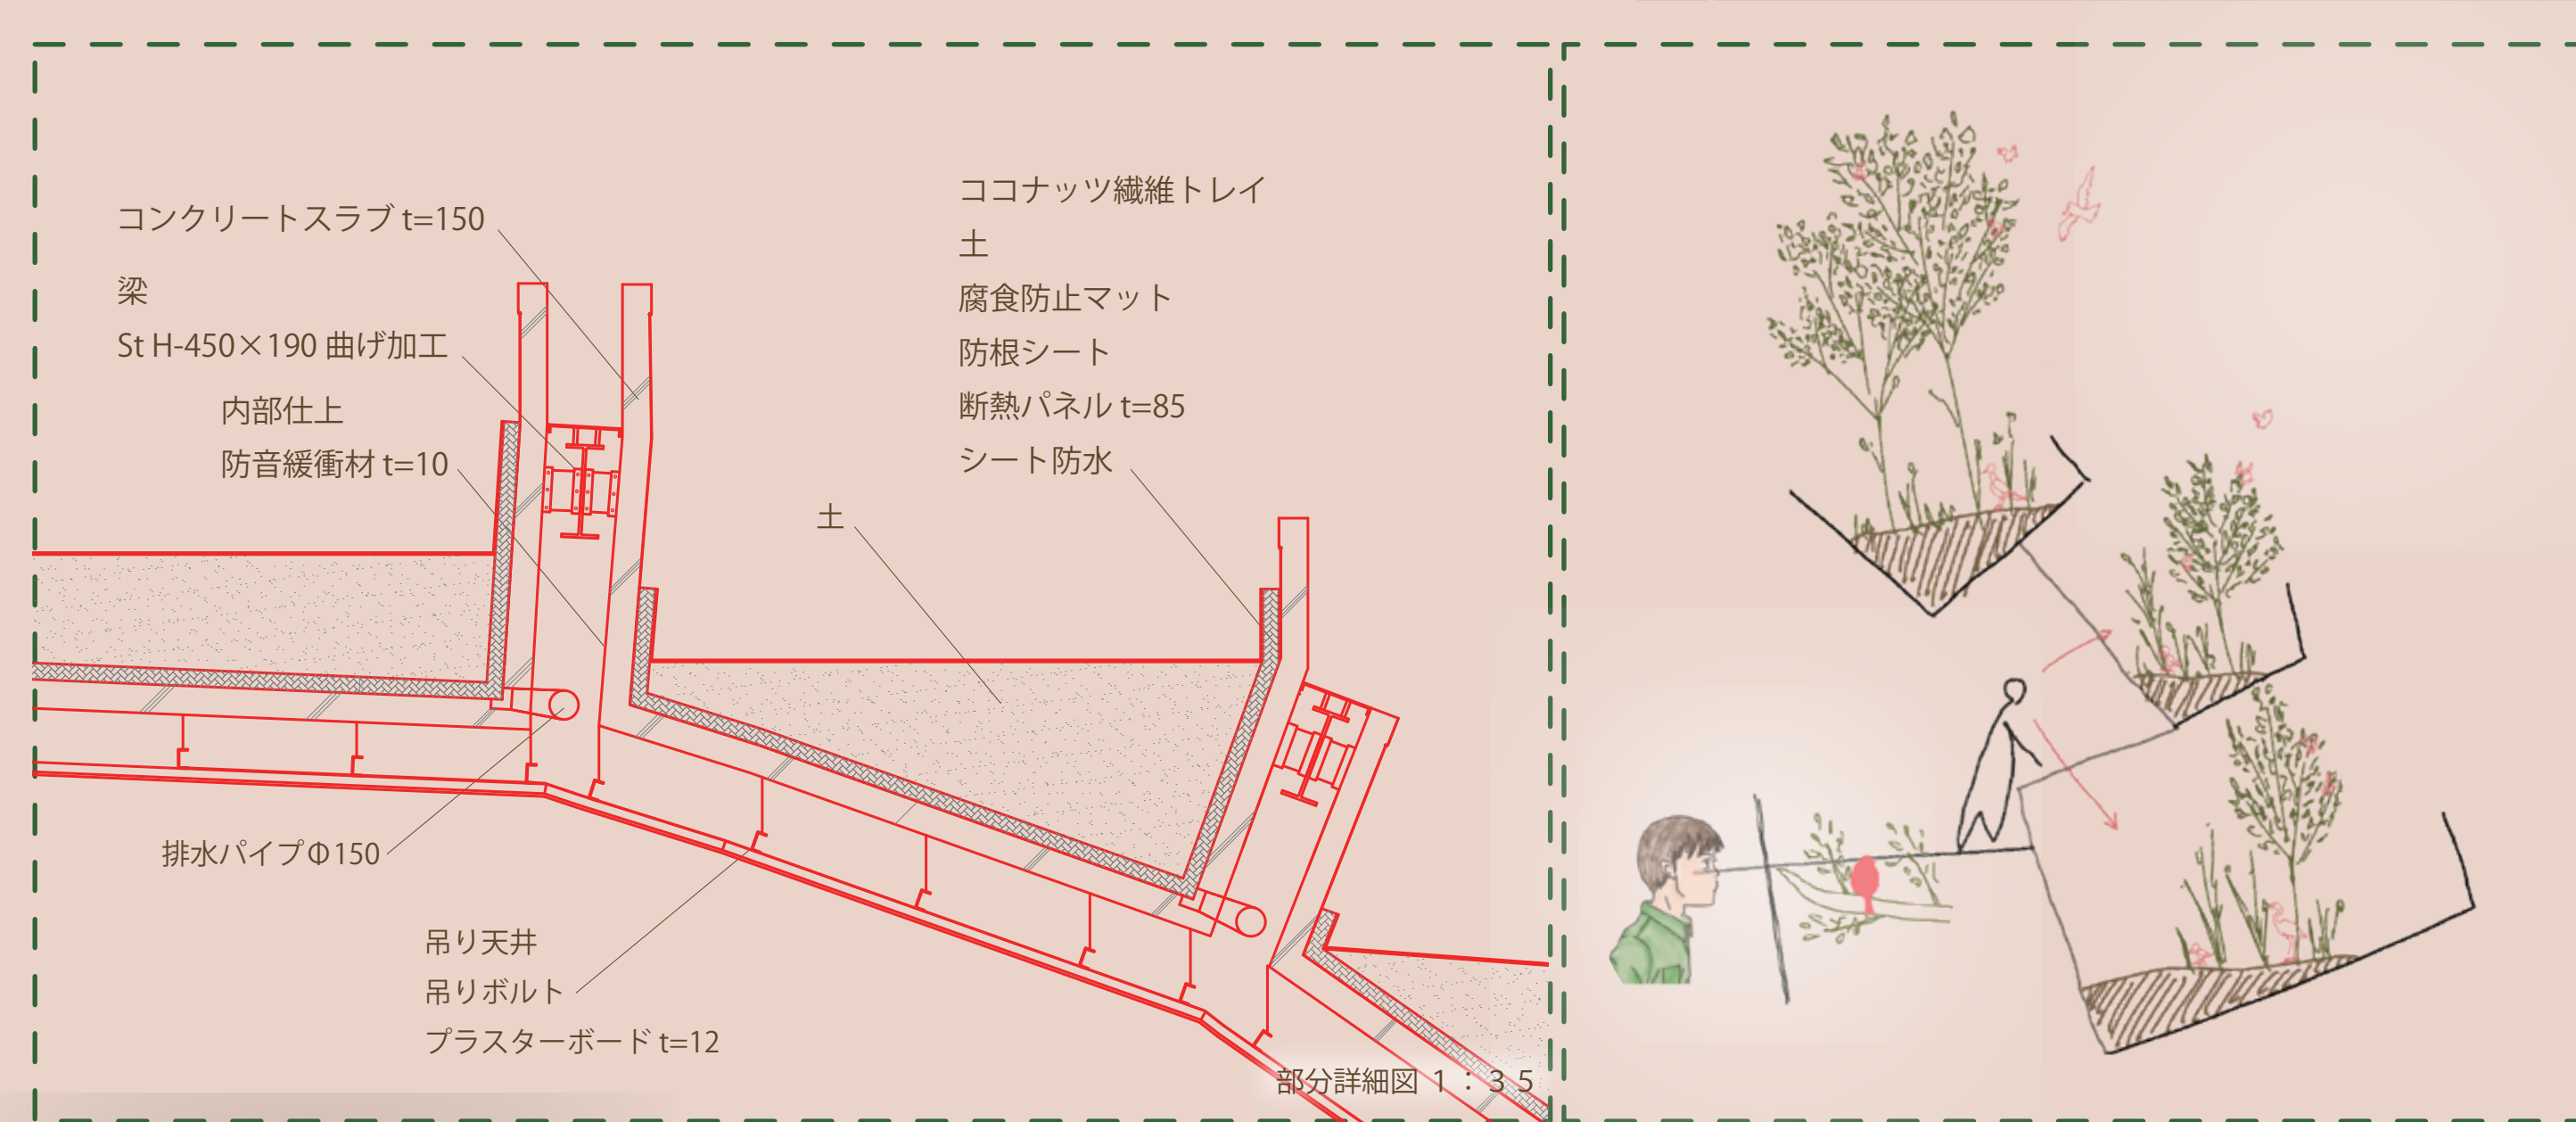 コンクリートスラブ t=150
梁
St H-450×190 曲げ加工
内部仕上
防音緩衝材 t=10
ココナッツ繊維トレイ
土
腐食防止マット
防根シート
断熱パネル t=85
シート防水
土
排水パイプΦ150
吊り天井
吊りボルト
プラスターボード t=12
部分詳細図 1：35